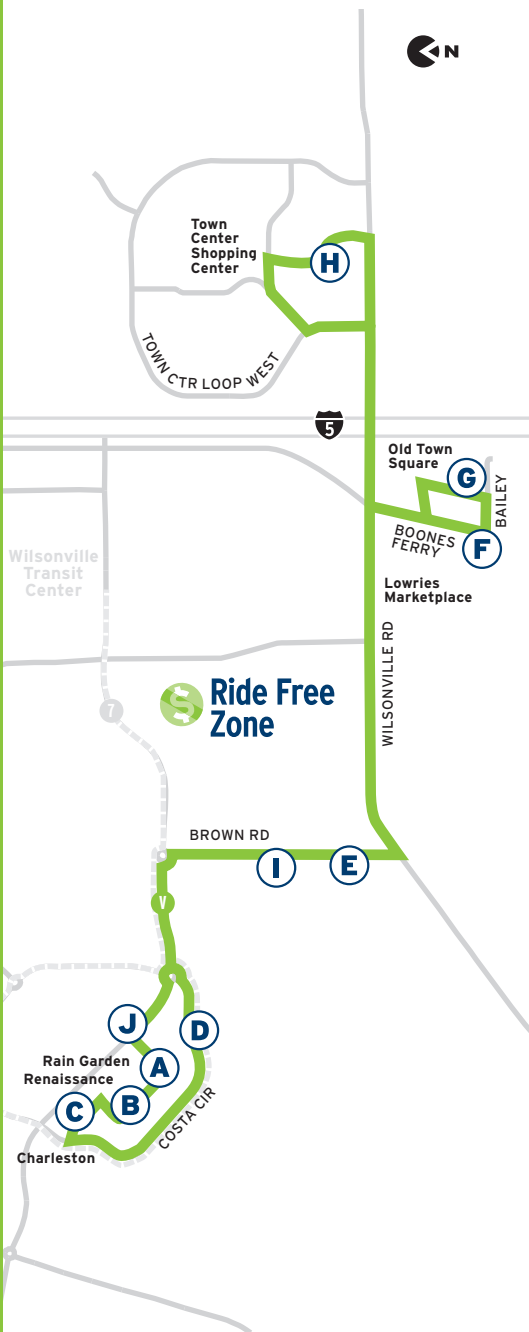 N
Town
Center
Shopping
Center
H
TOWN CTR LOOP WEST
5
Old Town
Square
G
BAILEY
BOONES
FERRY
F
Wilsonville
Transit
Center
Lowries
Marketplace
WILSONVILLE RD
7
$
Ride Free
Zone
BROWN RD
I
E
V
J
D
Rain Garden
A
Renaissance
C
B
COSTA CIR
Charleston